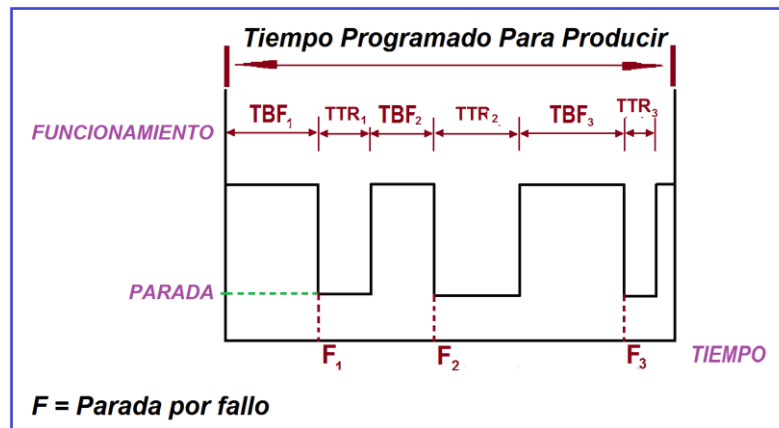 Tiempo Programado Para Producir
FUNCIONAMIENTO
TBF₁ TTR₁ TBF₂ TTR₂ TBF₃ TTR₃
PARADA
F₁ F₂ F₃ TIEMPO
F = Parada por fallo